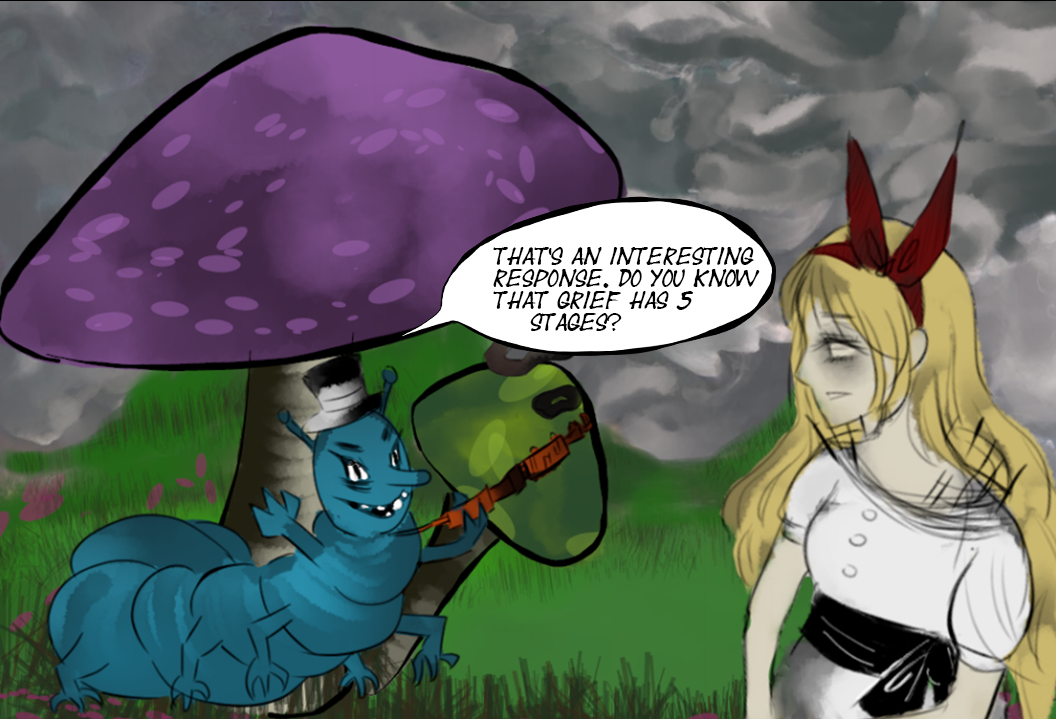 THAT'S AN INTERESTING
RESPONSE. DO YOU KNOW
THAT GRIEF HAS 5
STAGES?